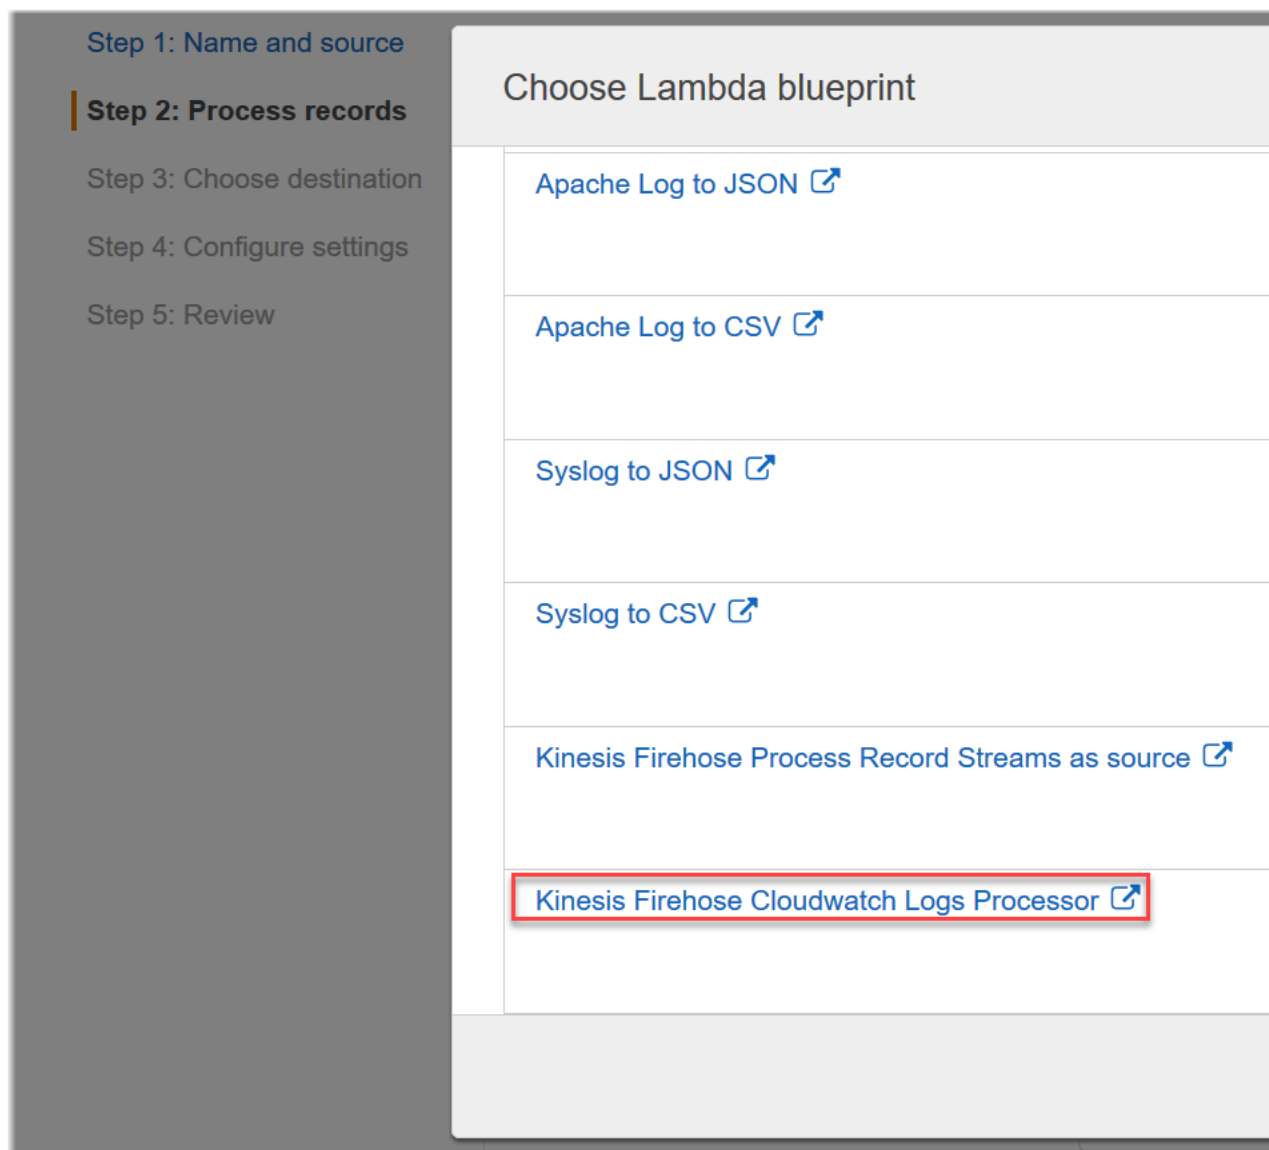 Step 1: Name and source
Step 2: Process records
Step 3: Choose destination
Step 4: Configure settings
Step 5: Review
Choose Lambda blueprint
Apache Log to JSON
Apache Log to CSV
Syslog to JSON
Syslog to CSV
Kinesis Firehose Process Record Streams as source
Kinesis Firehose Cloudwatch Logs Processor